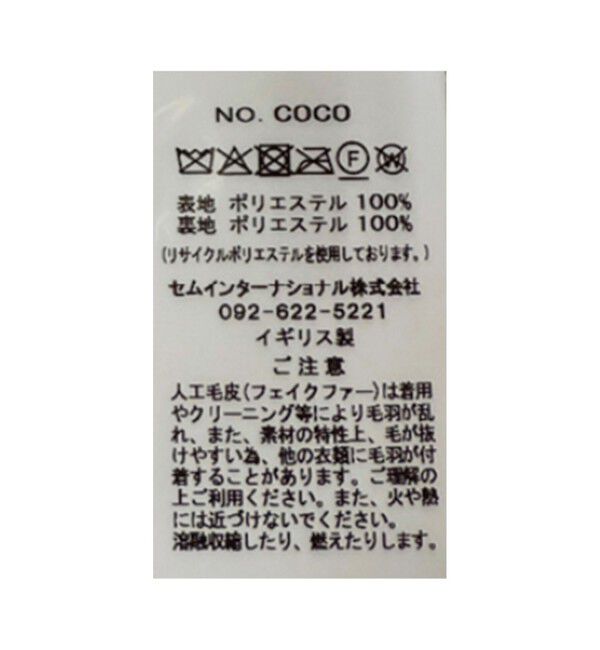 NO. COCO
F W
表地 ポリエステル 100%
裏地 ポリエステル 100%
(リサイクルポリエステルを使用しております。)
セムインターナショナル株式会社
092-622-5221
イギリス製
ご注意
人工毛皮(フェイクファー)は着用
やクリーニング等により毛羽が乱
れ、また、素材の特性上、毛が抜
けやすい為、他の衣類に毛羽が付
着することがあります。ご理解の
上ご利用ください。また、火や熱
には近づけないでください。
溶融収縮したり、燃えたりします。